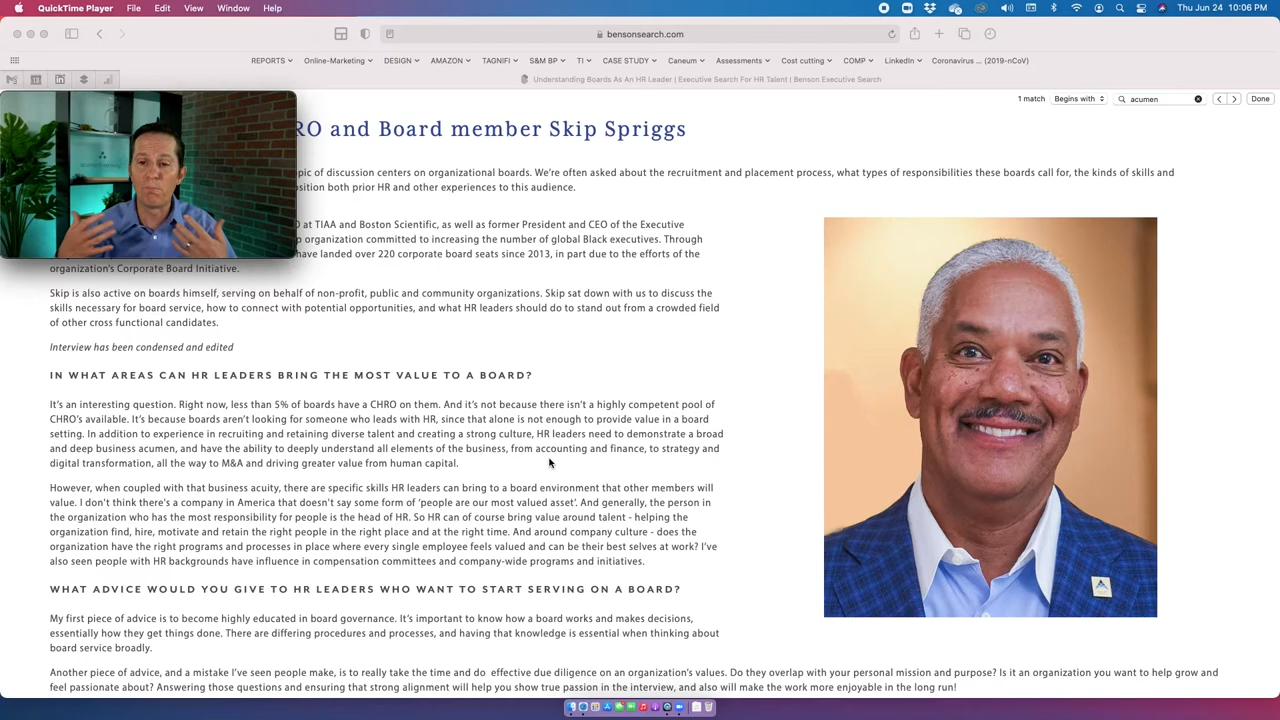 QuickTime Player File Edit View Window Help Thu Jun 24 10:06 PM
bensonsearch.com
REPORTS Online-Marketing DESIGN AMAZON TAGNIFI S&M BP TI CASE STUDY Caneum Assessments Cost cutting COMP LinkedIn Coronavirus ... (2019-nCoV)
Understanding Boards As An HR Leader | Executive Search For HR Talent | Benson Executive Search
1 match Begins with acumen Done
RO and Board member Skip Spriggs
pic of discussion centers on organizational boards. We're often asked about the recruitment and placement process, what types of responsibilities these boards call for, the kinds of skills and
osition both prior HR and other experiences to this audience.
O at TIAA and Boston Scientific, as well as former President and CEO of the Executive
p organization committed to increasing the number of global Black executives. Through
have landed over 220 corporate board seats since 2013, in part due to the efforts of the
organization's Corporate Board Initiative.
Skip is also active on boards himself, serving on behalf of non-profit, public and community organizations. Skip sat down with us to discuss the
skills necessary for board service, how to connect with potential opportunities, and what HR leaders should do to stand out from a crowded field
of other cross functional candidates.
Interview has been condensed and edited
IN WHAT AREAS CAN HR LEADERS BRING THE MOST VALUE TO A BOARD?
It's an interesting question. Right now, less than 5% of boards have a CHRO on them. And it's not because there isn't a highly competent pool of
CHRO's available. It's because boards aren't looking for someone who leads with HR, since that alone is not enough to provide value in a board
setting. In addition to experience in recruiting and retaining diverse talent and creating a strong culture, HR leaders need to demonstrate a broad
and deep business acumen, and have the ability to deeply understand all elements of the business, from accounting and finance, to strategy and
digital transformation, all the way to M&A and driving greater value from human capital.
However, when coupled with that business acuity, there are specific skills HR leaders can bring to a board environment that other members will
value. I don't think there's a company in America that doesn't say some form of 'people are our most valued asset'. And generally, the person in
the organization who has the most responsibility for people is the head of HR. So HR can of course bring value around talent - helping the
organization find, hire, motivate and retain the right people in the right place and at the right time. And around company culture - does the
organization have the right programs and processes in place where every single employee feels valued and can be their best selves at work? I've
also seen people with HR backgrounds have influence in compensation committees and company-wide programs and initiatives.
WHAT ADVICE WOULD YOU GIVE TO HR LEADERS WHO WANT TO START SERVING ON A BOARD?
My first piece of advice is to become highly educated in board governance. It's important to know how a board works and makes decisions,
essentially how they get things done. There are differing procedures and processes, and having that knowledge is essential when thinking about
board service broadly.
Another piece of advice, and a mistake I've seen people make, is to really take the time and do effective due diligence on an organization's values. Do they overlap with your personal mission and purpose? Is it an organization you want to help grow and
feel passionate about? Answering those questions and ensuring that strong alignment will help you show true passion in the interview, and also will make the work more enjoyable in the long run!